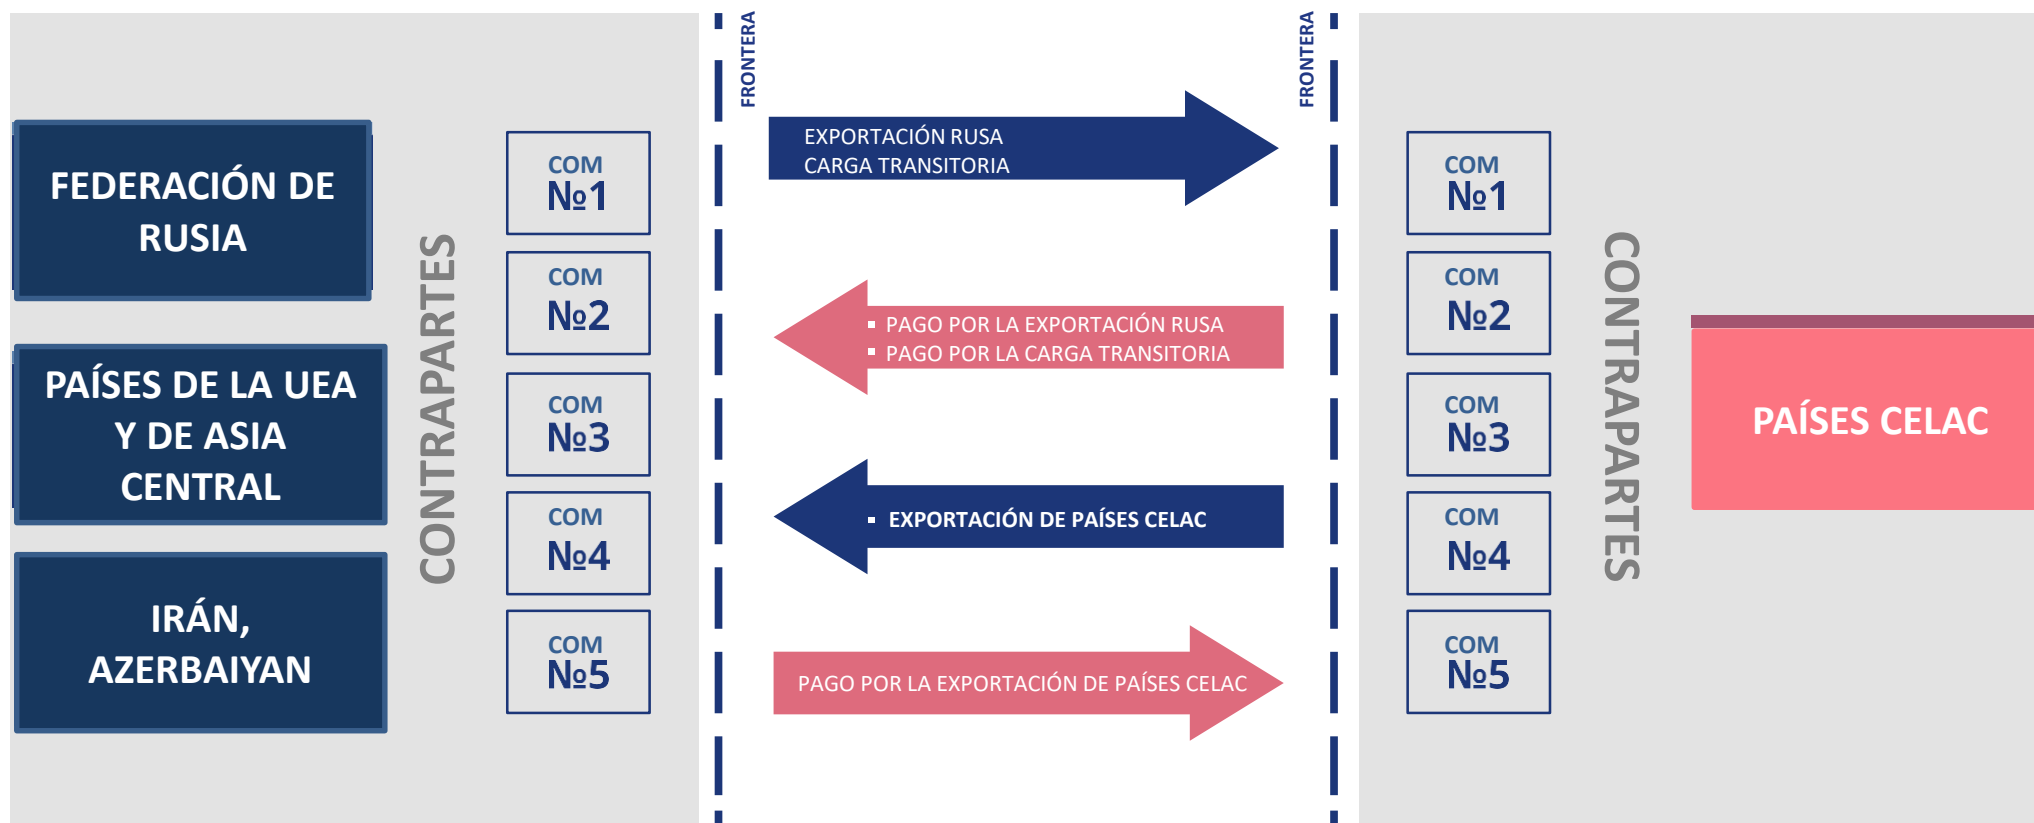 FEDERACIÓN DE
RUSIA
PAÍSES DE LA UEA
Y DE ASIA
CENTRAL
IRÁN,
AZERBAIYAN
CONTRAPARTES
COM
№1
COM
№2
COM
№3
COM
№4
COM
№5
FRONTERA
EXPORTACIÓN RUSA
CARGA TRANSITORIA
▪ PAGO POR LA EXPORTACIÓN RUSA
▪ PAGO POR LA CARGA TRANSITORIA
▪ EXPORTACIÓN DE PAÍSES CELAC
PAGO POR LA EXPORTACIÓN DE PAÍSES CELAC
FRONTERA
COM
№1
COM
№2
COM
№3
COM
№4
COM
№5
CONTRAPARTES
PAÍSES CELAC